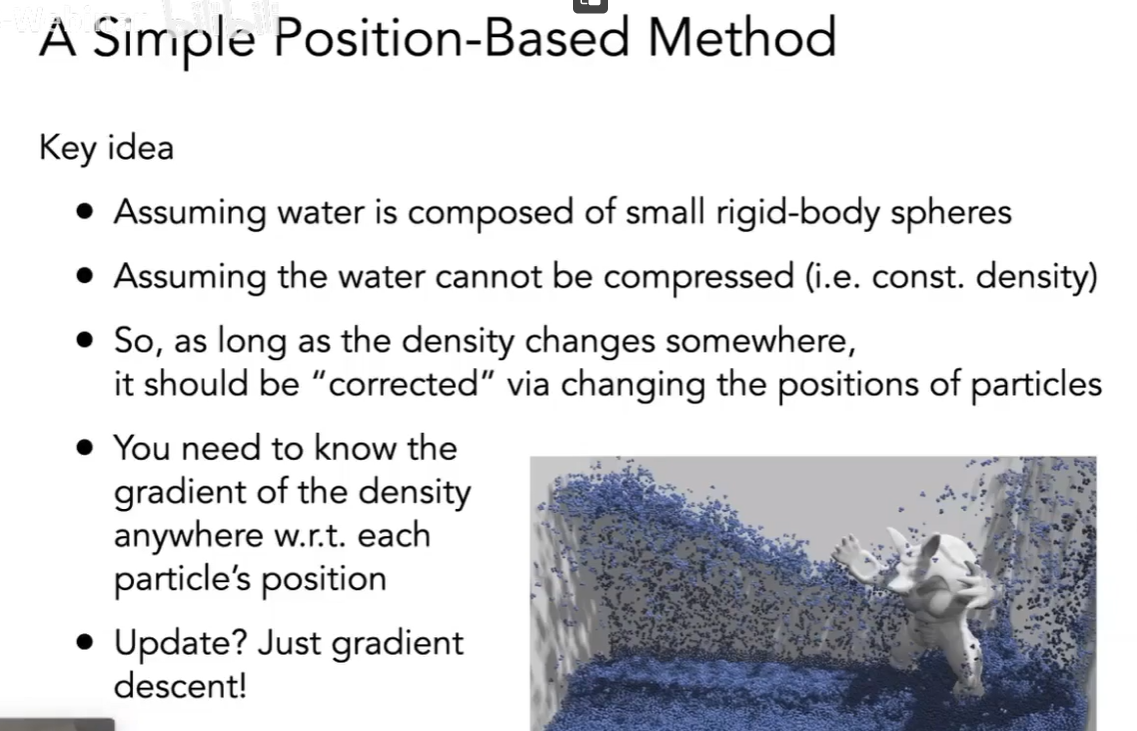 A Simple Position-Based Method
Key idea
● Assuming water is composed of small rigid-body spheres
● Assuming the water cannot be compressed (i.e. const. density)
● So, as long as the density changes somewhere,
it should be “corrected” via changing the positions of particles
● You need to know the
gradient of the density
anywhere w.r.t. each
particle’s position
● Update? Just gradient
descent!